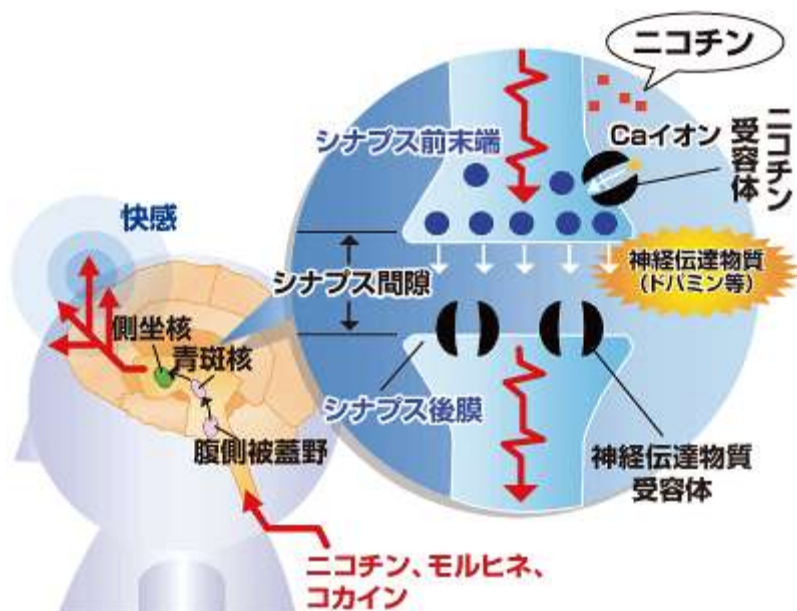 ニコチン
シナプス前末端
Caイオン
ニコチン
受容体
快感
シナプス間隙
神経伝達物質
(ドパミン等)
側坐核
青斑核
シナプス後膜
腹側被蓋野
神経伝達物質
受容体
ニコチン、モルヒネ、
コカイン